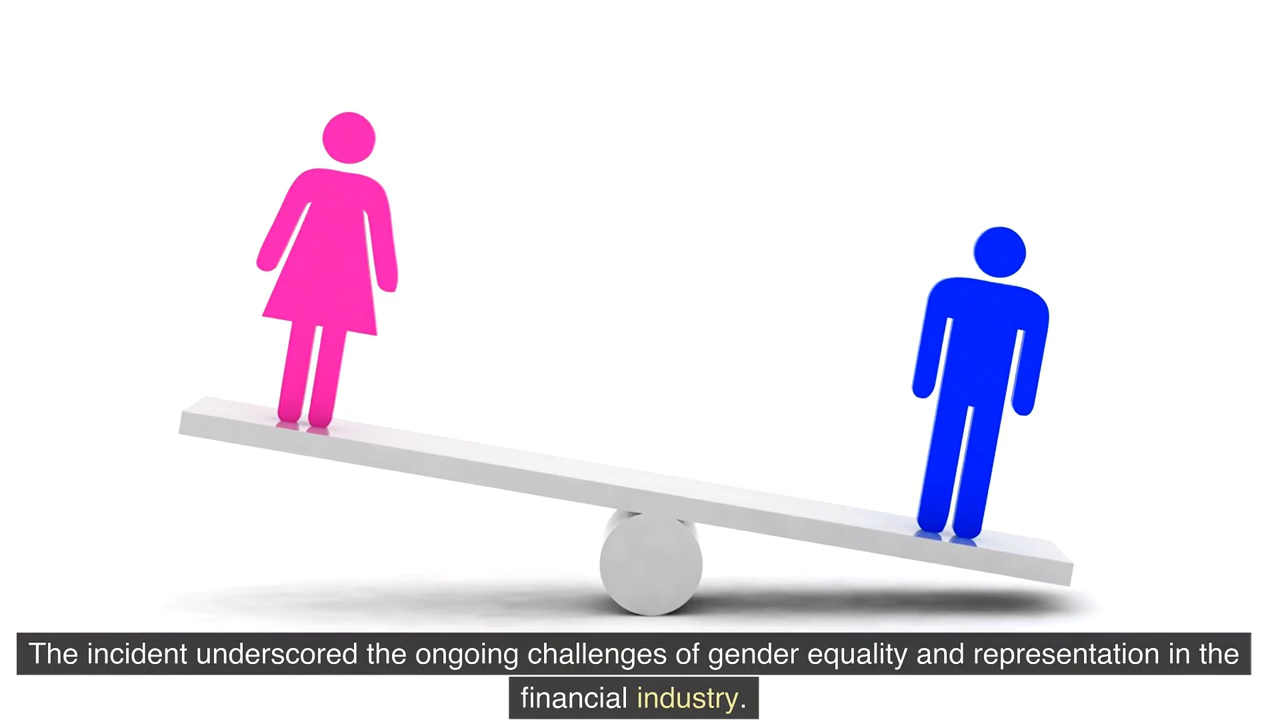 The incident underscored the ongoing challenges of gender equality and representation in the
financial industry.